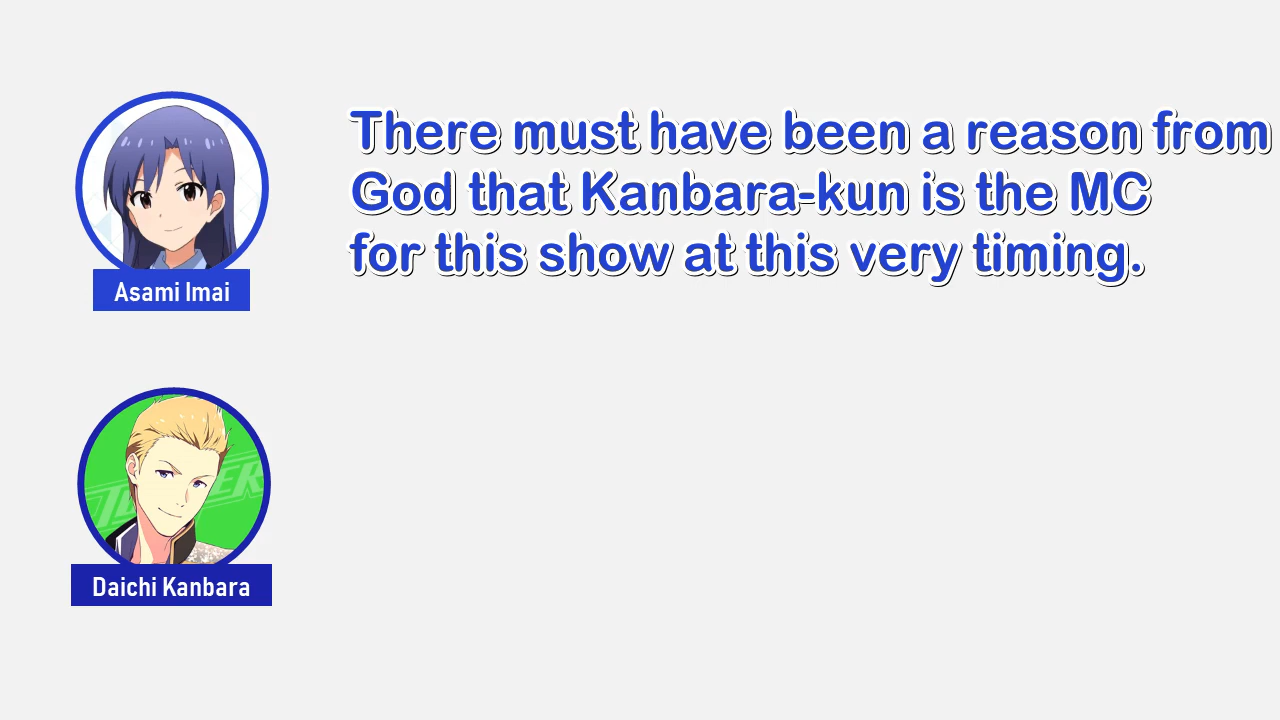 There must have been a reason from
God that Kanbara-kun is the MC
for this show at this very timing.
Asami Imai
Daichi Kanbara